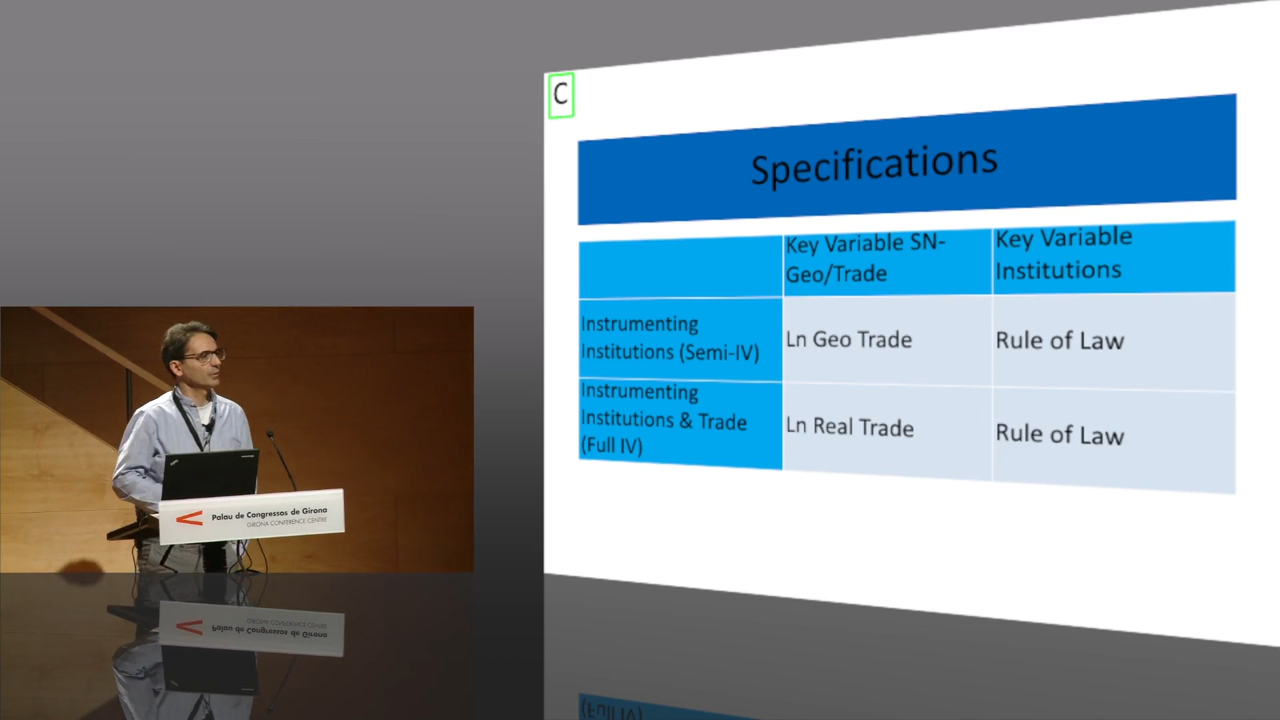 C
Specifications
Key Variable SN-
Geo/Trade
Key Variable
Institutions
Instrumenting
Institutions (Semi-IV)
Ln Geo Trade
Rule of Law
Instrumenting
Institutions & Trade
(Full IV)
Ln Real Trade
Rule of Law
Palau de Congressos de Girona
GIRONA CONFERENCE CENTRE